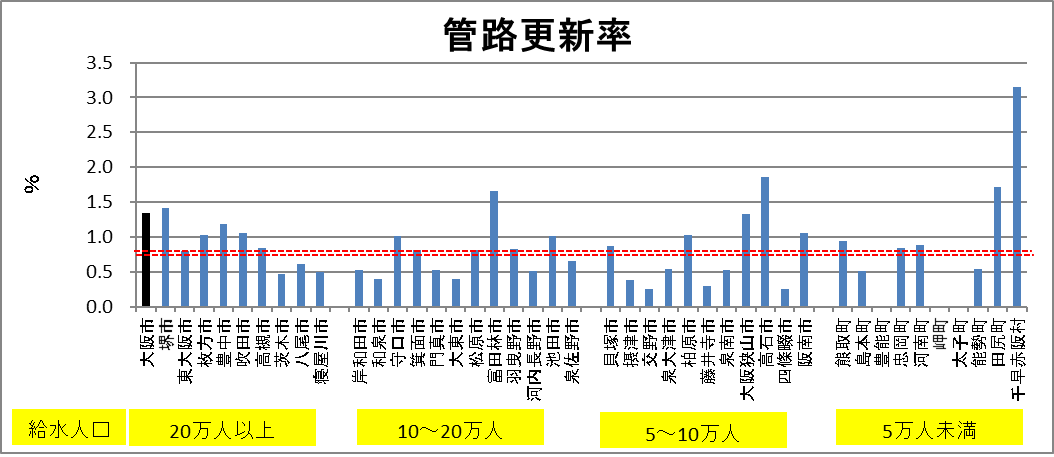 管路更新率
3.5
3.0
2.5
2.0
1.5
1.0
0.5
0.0
%
大阪市
堺市
東大阪市
枚方市
豊中市
吹田市
高槻市
茨木市
八尾市
寝屋川市
岸和田市
和泉市
守口市
箕面市
門真市
大東市
松原市
富田林市
羽曳野市
河内長野市
池田市
泉佐野市
貝塚市
摂津市
交野市
泉大津市
柏原市
藤井寺市
泉南市
大阪狭山市
高石市
四條畷市
阪南市
熊取町
島本町
豊能町
忠岡町
河南町
岬町
太子町
能勢町
田尻町
千早赤阪村
給水人口
20万人以上
10～20万人
5～10万人
5万人未満